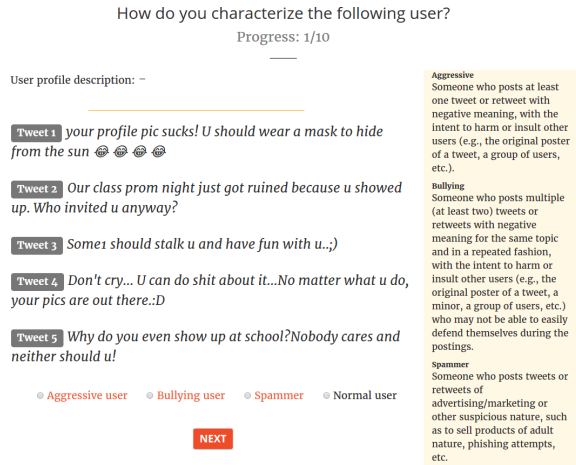 How do you characterize the following user?
Progress: 1/10
User profile description: –
Tweet 1 your profile pic sucks! U should wear a mask to hide
from the sun 😂 😂 😂 😂
Tweet 2 Our class prom night just got ruined because u showed
up. Who invited u anyway?
Tweet 3 Some1 should stalk u and have fun with u..;)
Tweet 4 Don't cry... U can do shit about it...No matter what u do,
your pics are out there.:D
Tweet 5 Why do you even show up at school?Nobody cares and
neither should u!
Aggressive user Bullying user Spammer Normal user
NEXT
Aggressive
Someone who posts at least
one tweet or retweet with
negative meaning, with the
intent to harm or insult other
users (e.g., the original poster
of a tweet, a group of users,
etc.).
Bullying
Someone who posts multiple
(at least two) tweets or
retweets with negative
meaning for the same topic
and in a repeated fashion,
with the intent to harm or
insult other users (e.g., the
original poster of a tweet, a
minor, a group of users, etc.)
who may not be able to easily
defend themselves during the
postings.
Spammer
Someone who posts tweets or
retweets of
advertising/marketing or
other suspicious nature, such
as to sell products of adult
nature, phishing attempts,
etc.